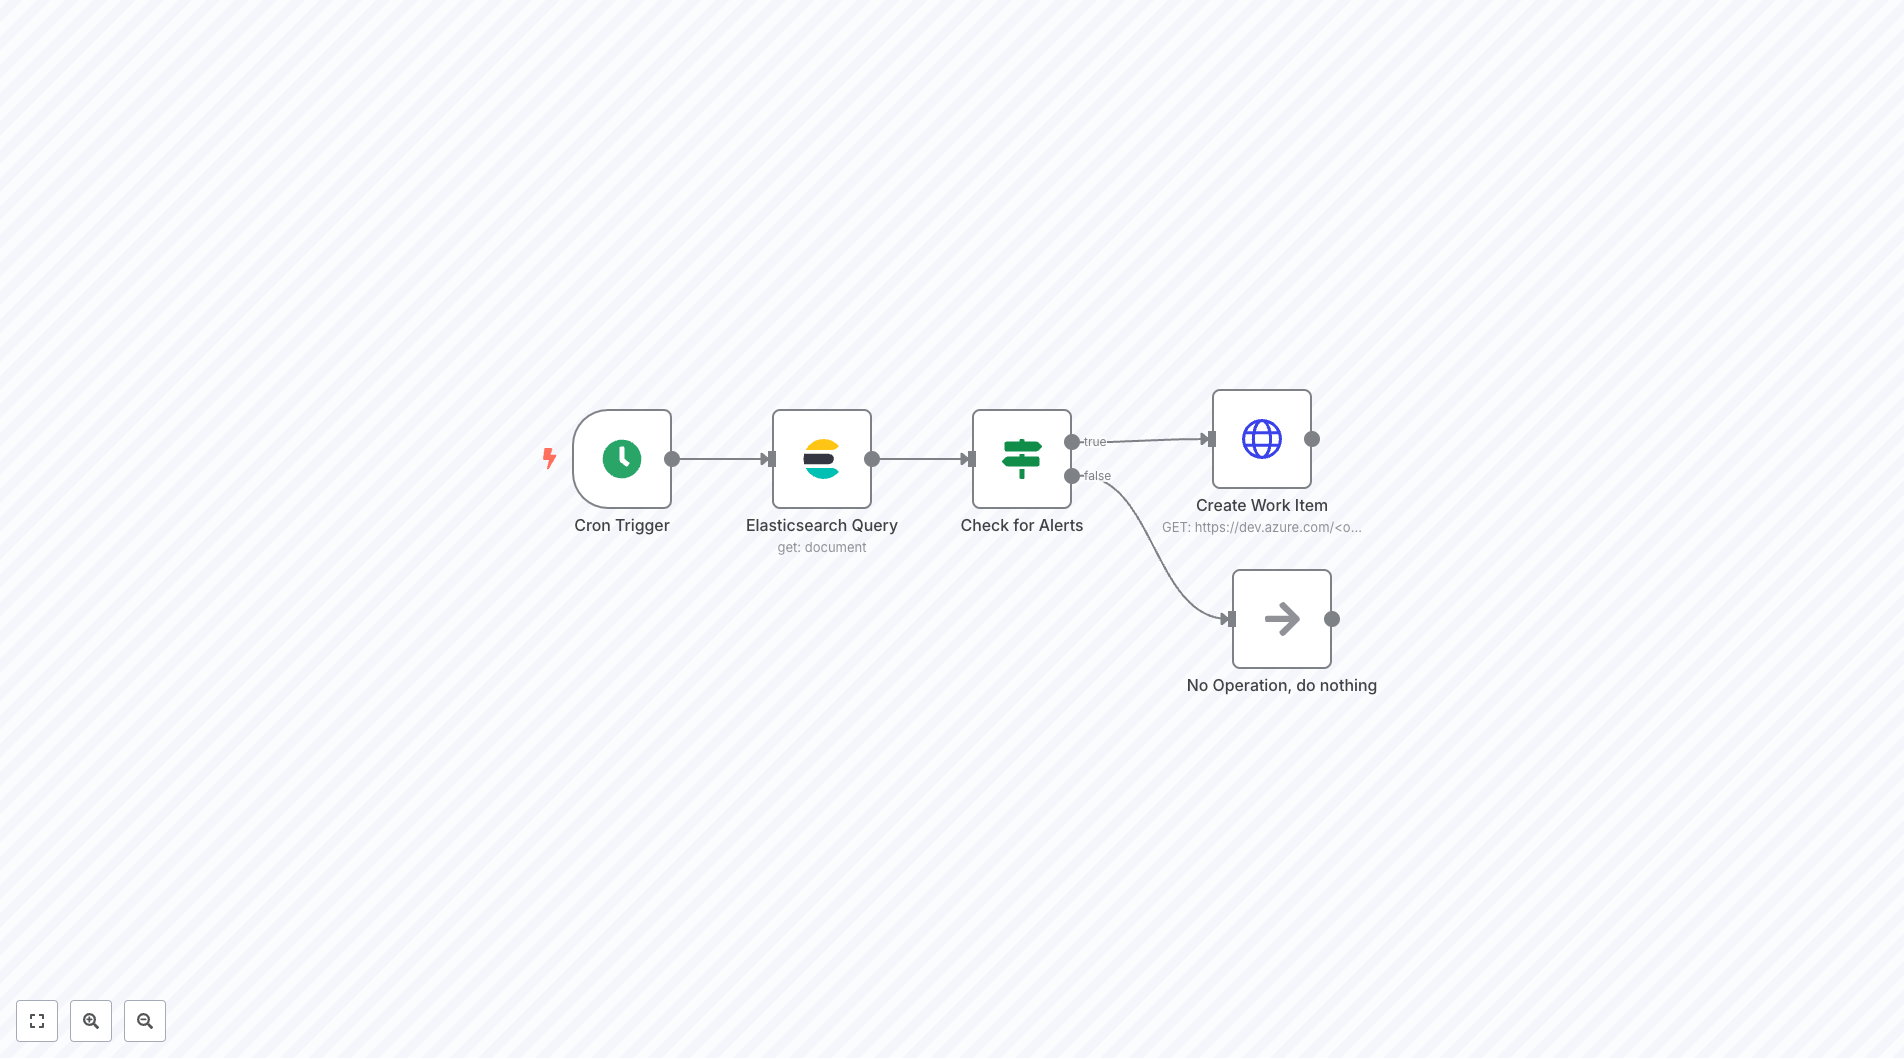 true
false
Cron Trigger
Elasticsearch Query
get: document
Check for Alerts
Create Work Item
GET: https://dev.azure.com/<o...
No Operation, do nothing